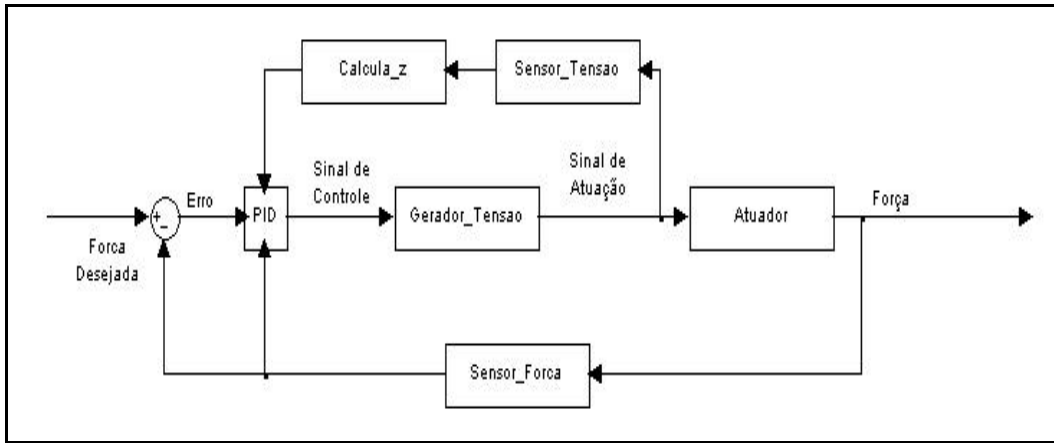 Calcula_z
Sensor_Tensao
Sinal de
Controle
Sinal de
Atuação
Erro
+
-
PID
Gerador_Tensao
Atuador
Força
Forca
Desejada
Sensor_Forca